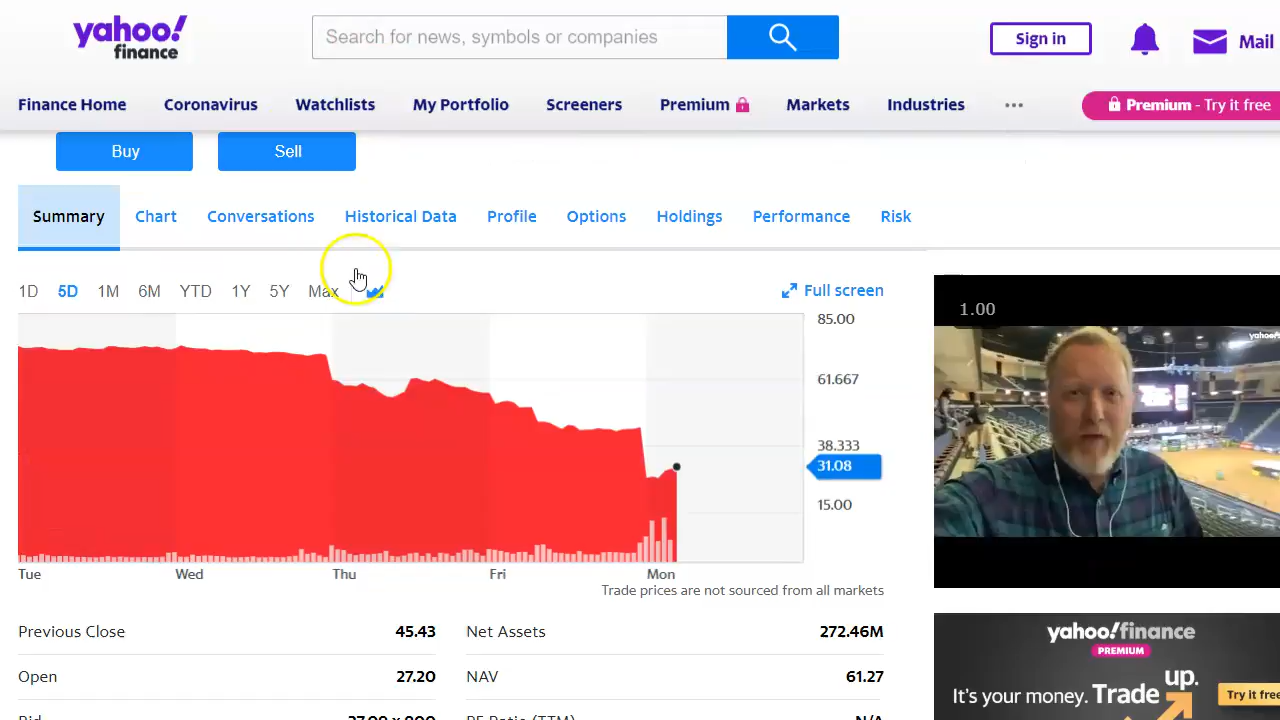 yahoo!
finance
Search for news, symbols or companies
Sign in
Mail
Finance Home Coronavirus Watchlists My Portfolio Screeners Premium Markets Industries ••• Premium - Try it free
Buy Sell
Summary Chart Conversations Historical Data Profile Options Holdings Performance Risk
1D 5D 1M 6M YTD 1Y 5Y Max
Full screen
85.00
61.667
38.333
31.08
15.00
Tue Wed Thu Fri Mon
Trade prices are not sourced from all markets
Previous Close 45.43 Net Assets 272.46M
Open 27.20 NAV 61.27
1.00
yahoo!finance
PREMIUM
It's your money. Trade up.
Try it free